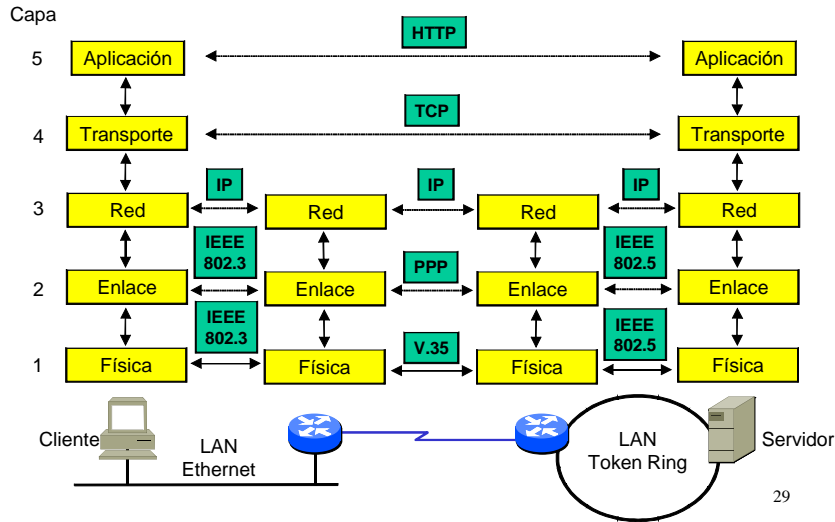 Capa
HTTP
5 Aplicación Aplicación
TCP
4 Transporte Transporte
IP IP IP
3 Red Red Red Red
IEEE
802.3
PPP
IEEE
802.5
2 Enlace Enlace Enlace Enlace
IEEE
802.3
V.35
IEEE
802.5
1 Física Física Física Física
Cliente
LAN
Ethernet
LAN
Token Ring
Servidor
29